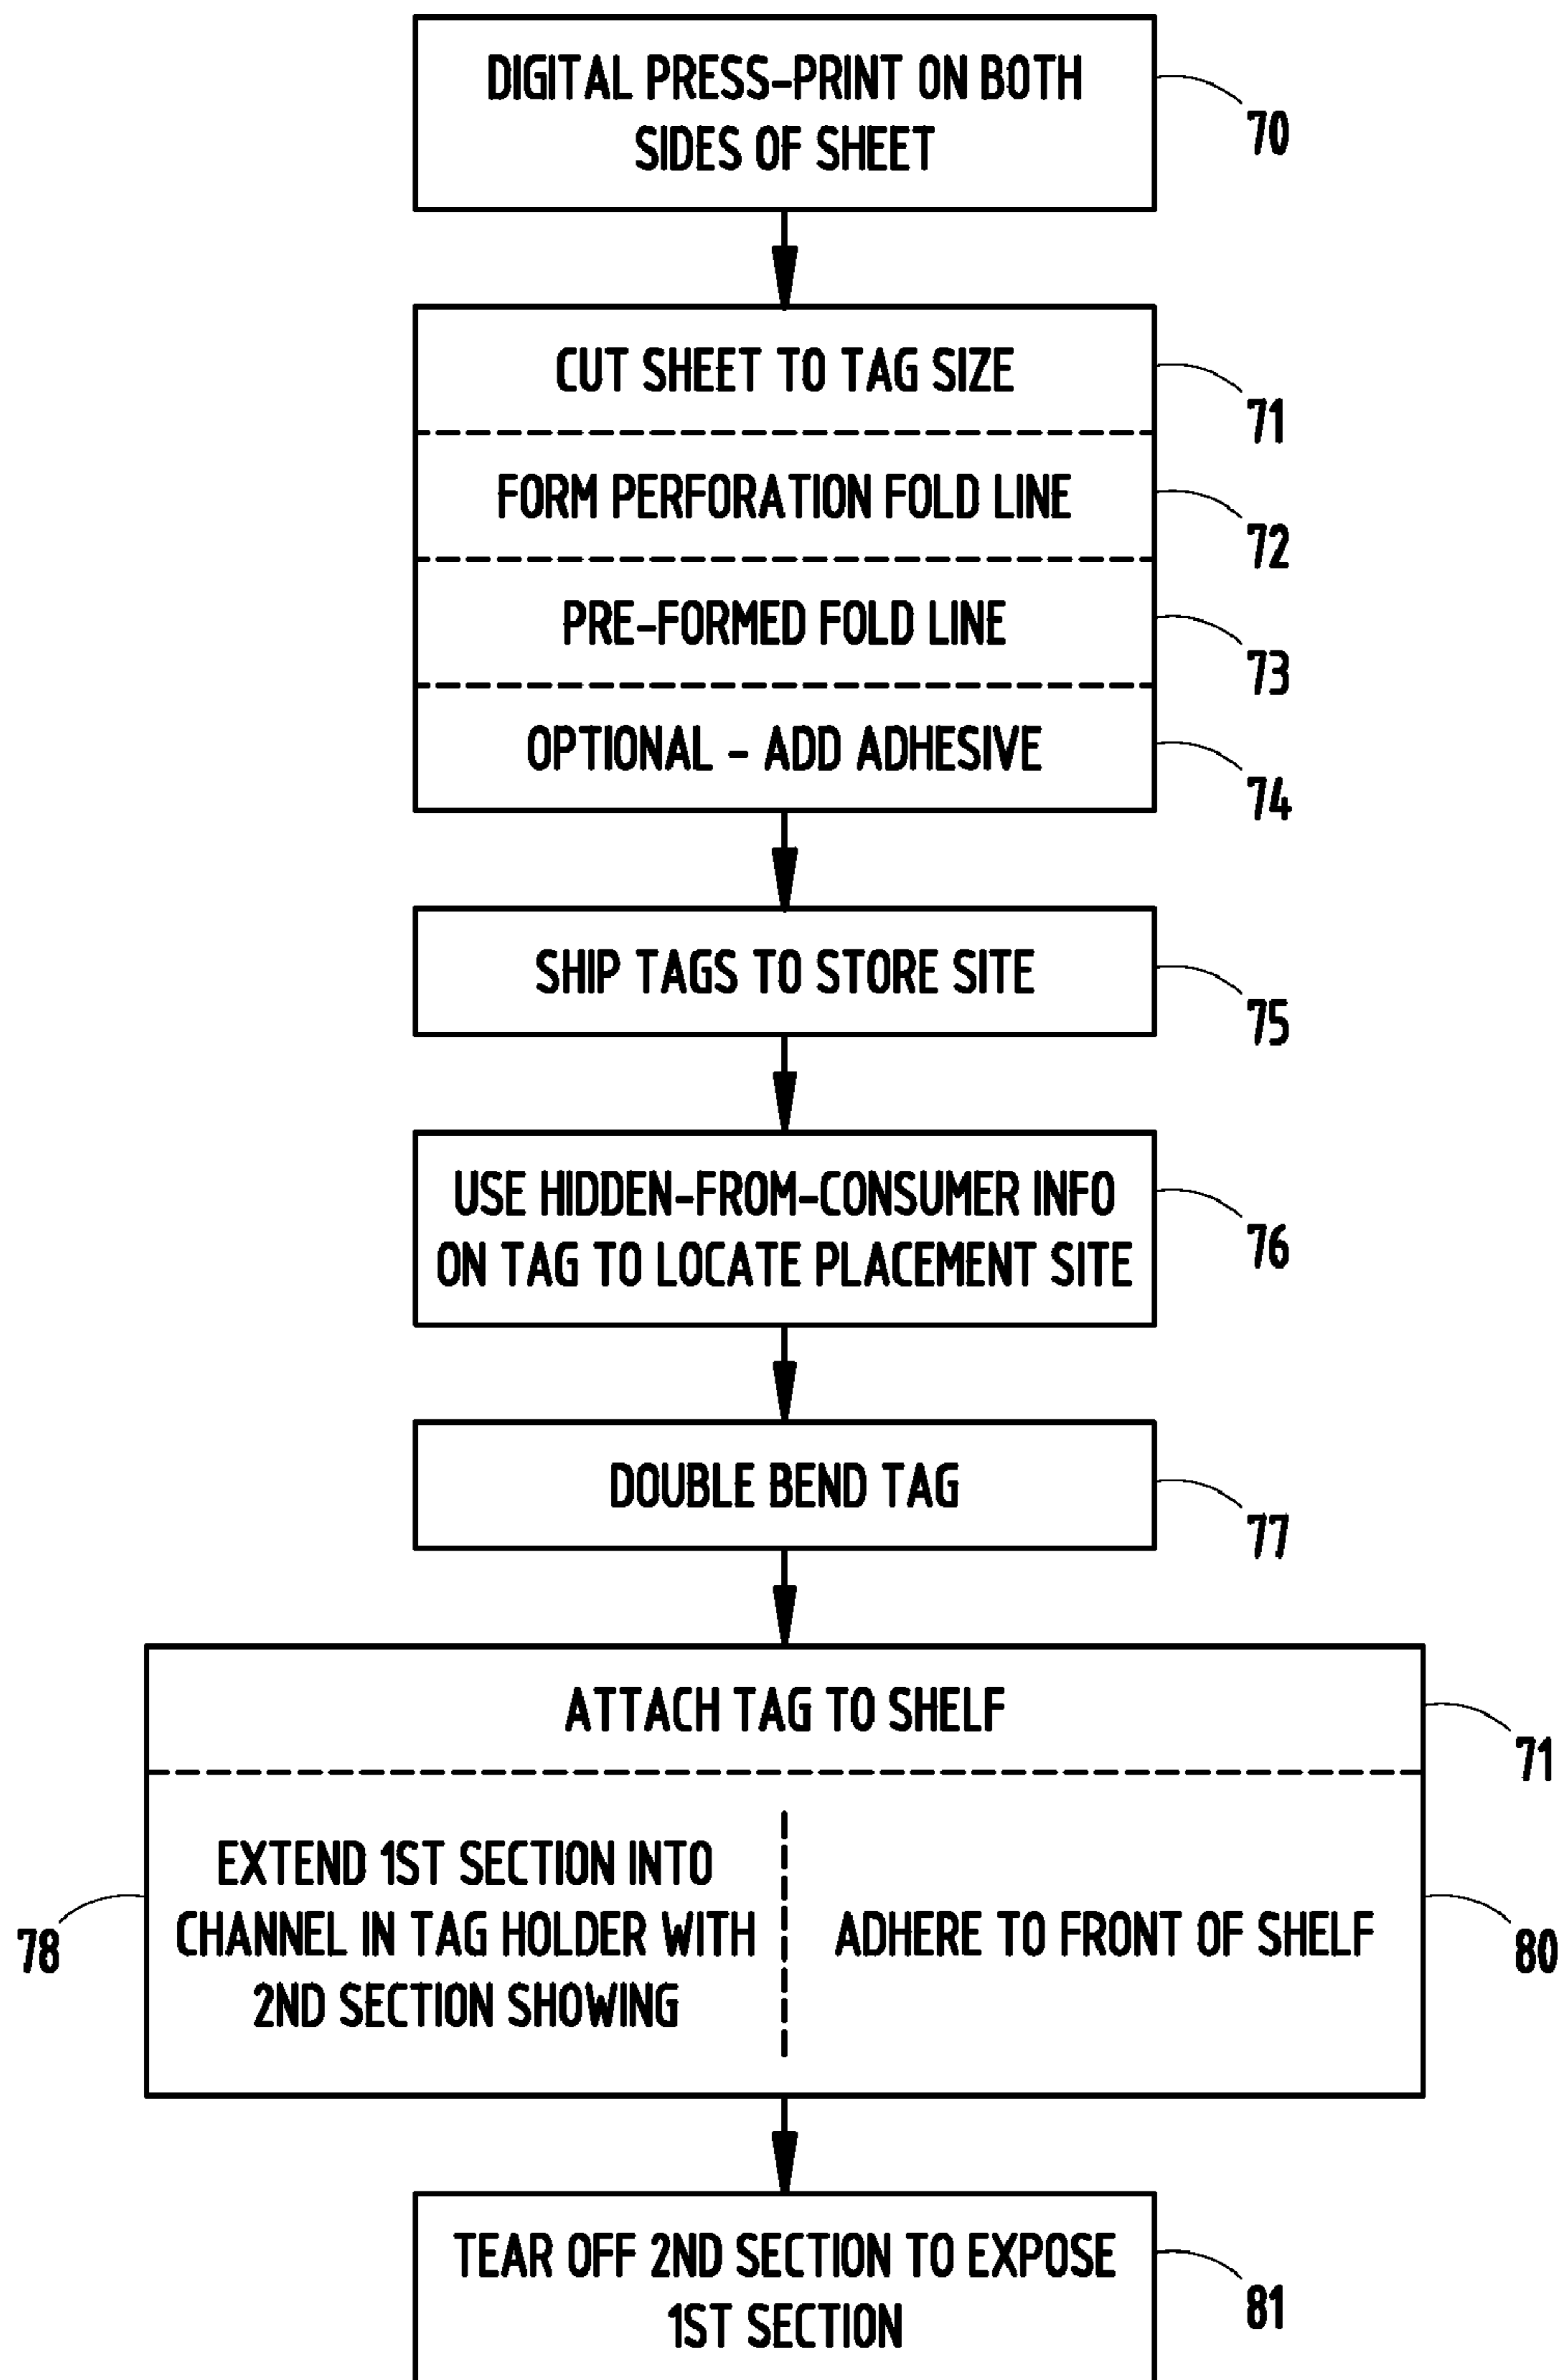 DIGITAL PRESS-PRINT ON BOTH
SIDES OF SHEET
70
CUT SHEET TO TAG SIZE
71
FORM PERFORATION FOLD LINE
72
PRE-FORMED FOLD LINE
73
OPTIONAL - ADD ADHESIVE
74
SHIP TAGS TO STORE SITE
75
USE HIDDEN-FROM-CONSUMER INFO
ON TAG TO LOCATE PLACEMENT SITE
76
DOUBLE BEND TAG
77
ATTACH TAG TO SHELF
71
EXTEND 1ST SECTION INTO
CHANNEL IN TAG HOLDER WITH
2ND SECTION SHOWING
78
ADHERE TO FRONT OF SHELF
80
TEAR OFF 2ND SECTION TO EXPOSE
1ST SECTION
81